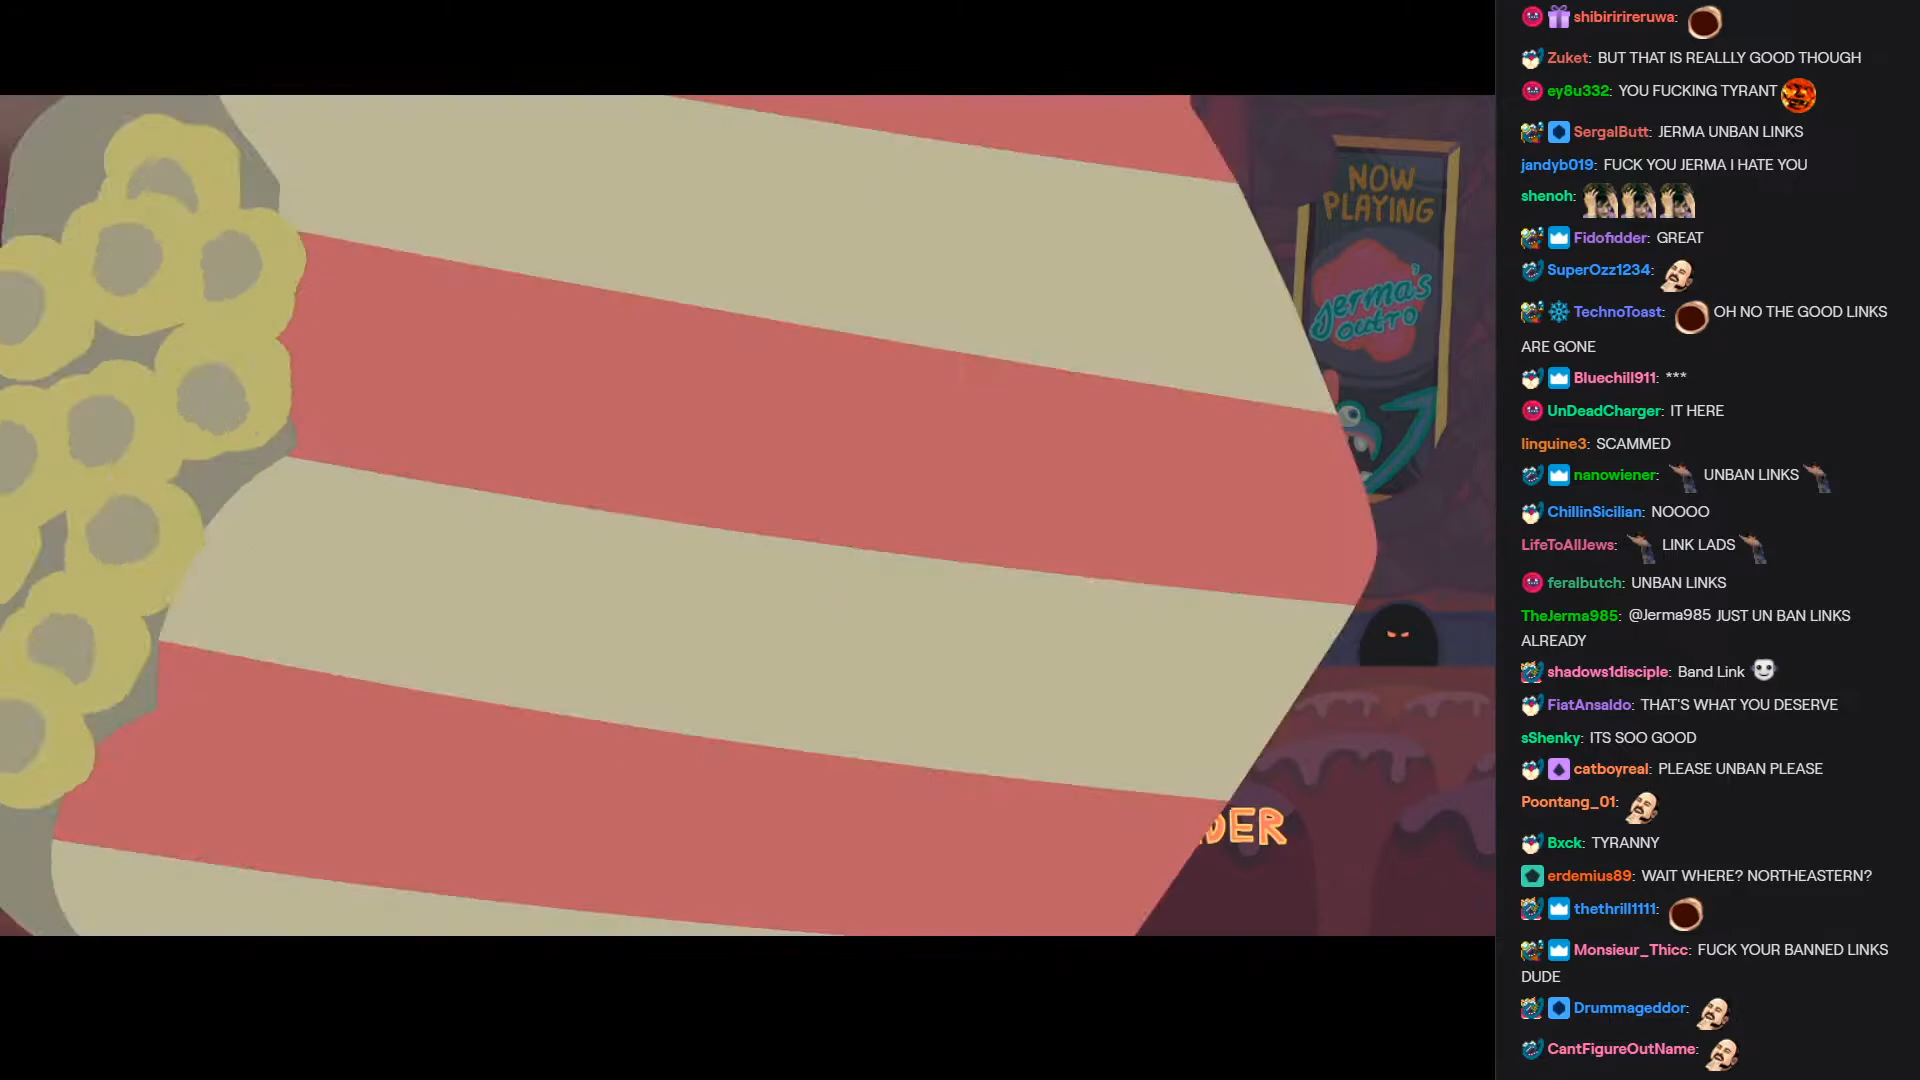 NOW
PLAYING
Jerma's
outro
DER
shibiririreruwa:
Zuket: BUT THAT IS REALLLY GOOD THOUGH
ey8u332: YOU FUCKING TYRANT
SergalButt: JERMA UNBAN LINKS
jandyb019: FUCK YOU JERMA I HATE YOU
shenoh:
Fidofidder: GREAT
SuperOzz1234:
TechnoToast: OH NO THE GOOD LINKS
ARE GONE
Bluechill911: ***
UnDeadCharger: IT HERE
linguine3: SCAMMED
nanowiener: UNBAN LINKS
ChillinSicilian: NOOOO
LifeToAllJews: LINK LADS
feralbutch: UNBAN LINKS
TheJerma985: @Jerma985 JUST UN BAN LINKS
ALREADY
shadows1disciple: Band Link
FiatAnsaldo: THAT'S WHAT YOU DESERVE
sShenky: ITS SOO GOOD
catboyreal: PLEASE UNBAN PLEASE
Poontang_01:
Bxck: TYRANNY
erdemius89: WAIT WHERE? NORTHEASTERN?
thethrill1111:
Monsieur_Thicc: FUCK YOUR BANNED LINKS
DUDE
Drummageddor:
CantFigureOutName: